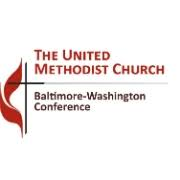 THE UNITED
METHODIST CHURCH
Baltimore-Washington
Conference